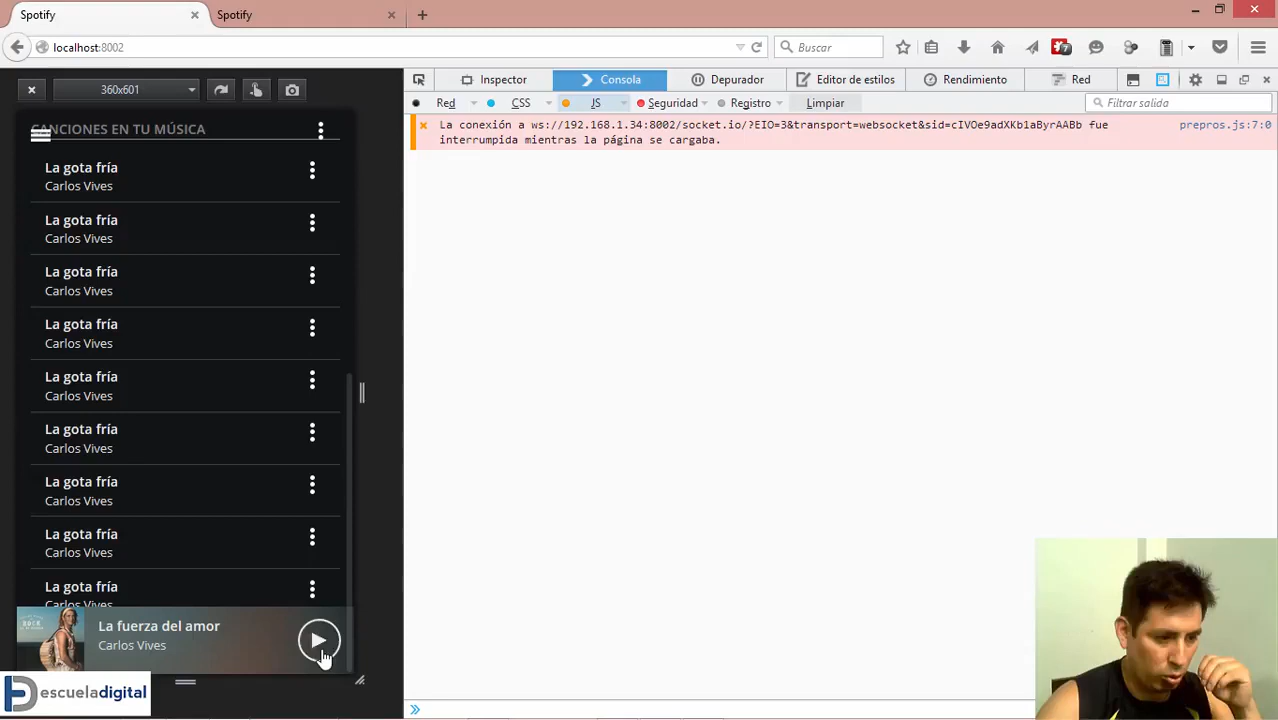 Spotify
Spotify
localhost:8002
Buscar
7
360x601
Inspector
Consola
Depurador
Editor de estilos
Rendimiento
Red
Red
CSS
JS
Seguridad
Registro
Limpiar
Filtrar salida
La conexión a ws://192.168.1.34:8002/socket.io/?EIO=3&transport=websocket&sid=cIVOe9adXKb1aByrAABb fue
interrumpida mientras la página se cargaba.
prepros.js:7:0
CANCIONES EN TU MÚSICA
La gota fría
Carlos Vives
La gota fría
Carlos Vives
La gota fría
Carlos Vives
La gota fría
Carlos Vives
La gota fría
Carlos Vives
La gota fría
Carlos Vives
La gota fría
Carlos Vives
La gota fría
Carlos Vives
La gota fría
Carlos Vives
La fuerza del amor
Carlos Vives
escueladigital